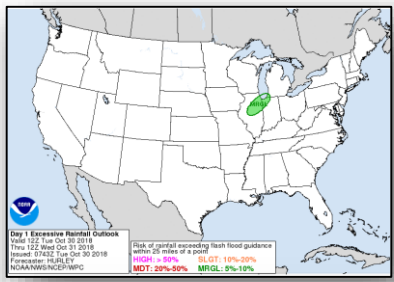 MRGL
Day 1 Excessive Rainfall Outlook
Valid 12Z Tue Oct 30 2018
Thru 12Z Wed Oct 31 2018
Issued: 0743Z Tue Oct 30 2018
Forecaster: HURLEY
NOAA/NWS/NCEP/WPC
Risk of rainfall exceeding flash flood guidance
within 25 miles of a point
HIGH: > 50% SLGT: 10%-20%
MDT: 20%-50% MRGL: 5%-10%